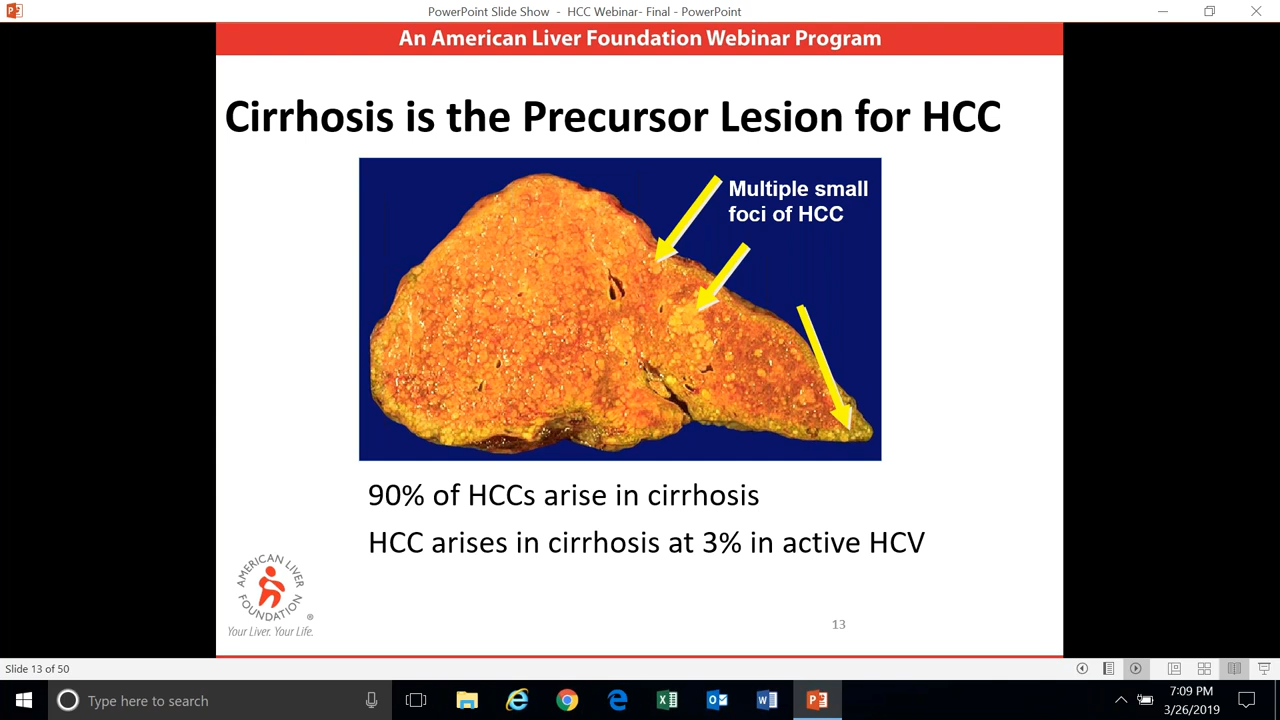 PowerPoint Slide Show - HCC Webinar- Final - PowerPoint
An American Liver Foundation Webinar Program
Cirrhosis is the Precursor Lesion for HCC
Multiple small
foci of HCC
90% of HCCs arise in cirrhosis
HCC arises in cirrhosis at 3% in active HCV
AMERICAN LIVER
FOUNDATION
®
Your Liver. Your Life.
13
Slide 13 of 50
Type here to search
7:09 PM
3/26/2019